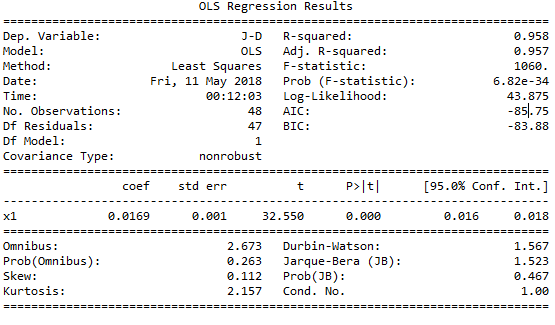 OLS Regression Results
==============================================================================
Dep. Variable:                    J-D   R-squared:                       0.958
Model:                            OLS   Adj. R-squared:                  0.957
Method:                 Least Squares   F-statistic:                     1060.
Date:                Fri, 11 May 2018   Prob (F-statistic):           6.82e-34
Time:                        00:12:03   Log-Likelihood:                 43.875
No. Observations:                  48   AIC:                            -85.75
Df Residuals:                      47   BIC:                            -83.88
Df Model:                           1
Covariance Type:            nonrobust
==============================================================================
                 coef    std err          t      P>|t|      [95.0% Conf. Int.]
------------------------------------------------------------------------------
x1             0.0169      0.001     32.550      0.000         0.016     0.018
==============================================================================
Omnibus:                        2.673   Durbin-Watson:                   1.567
Prob(Omnibus):                  0.263   Jarque-Bera (JB):                1.523
Skew:                           0.112   Prob(JB):                        0.467
Kurtosis:                       2.157   Cond. No.                         1.00
==============================================================================